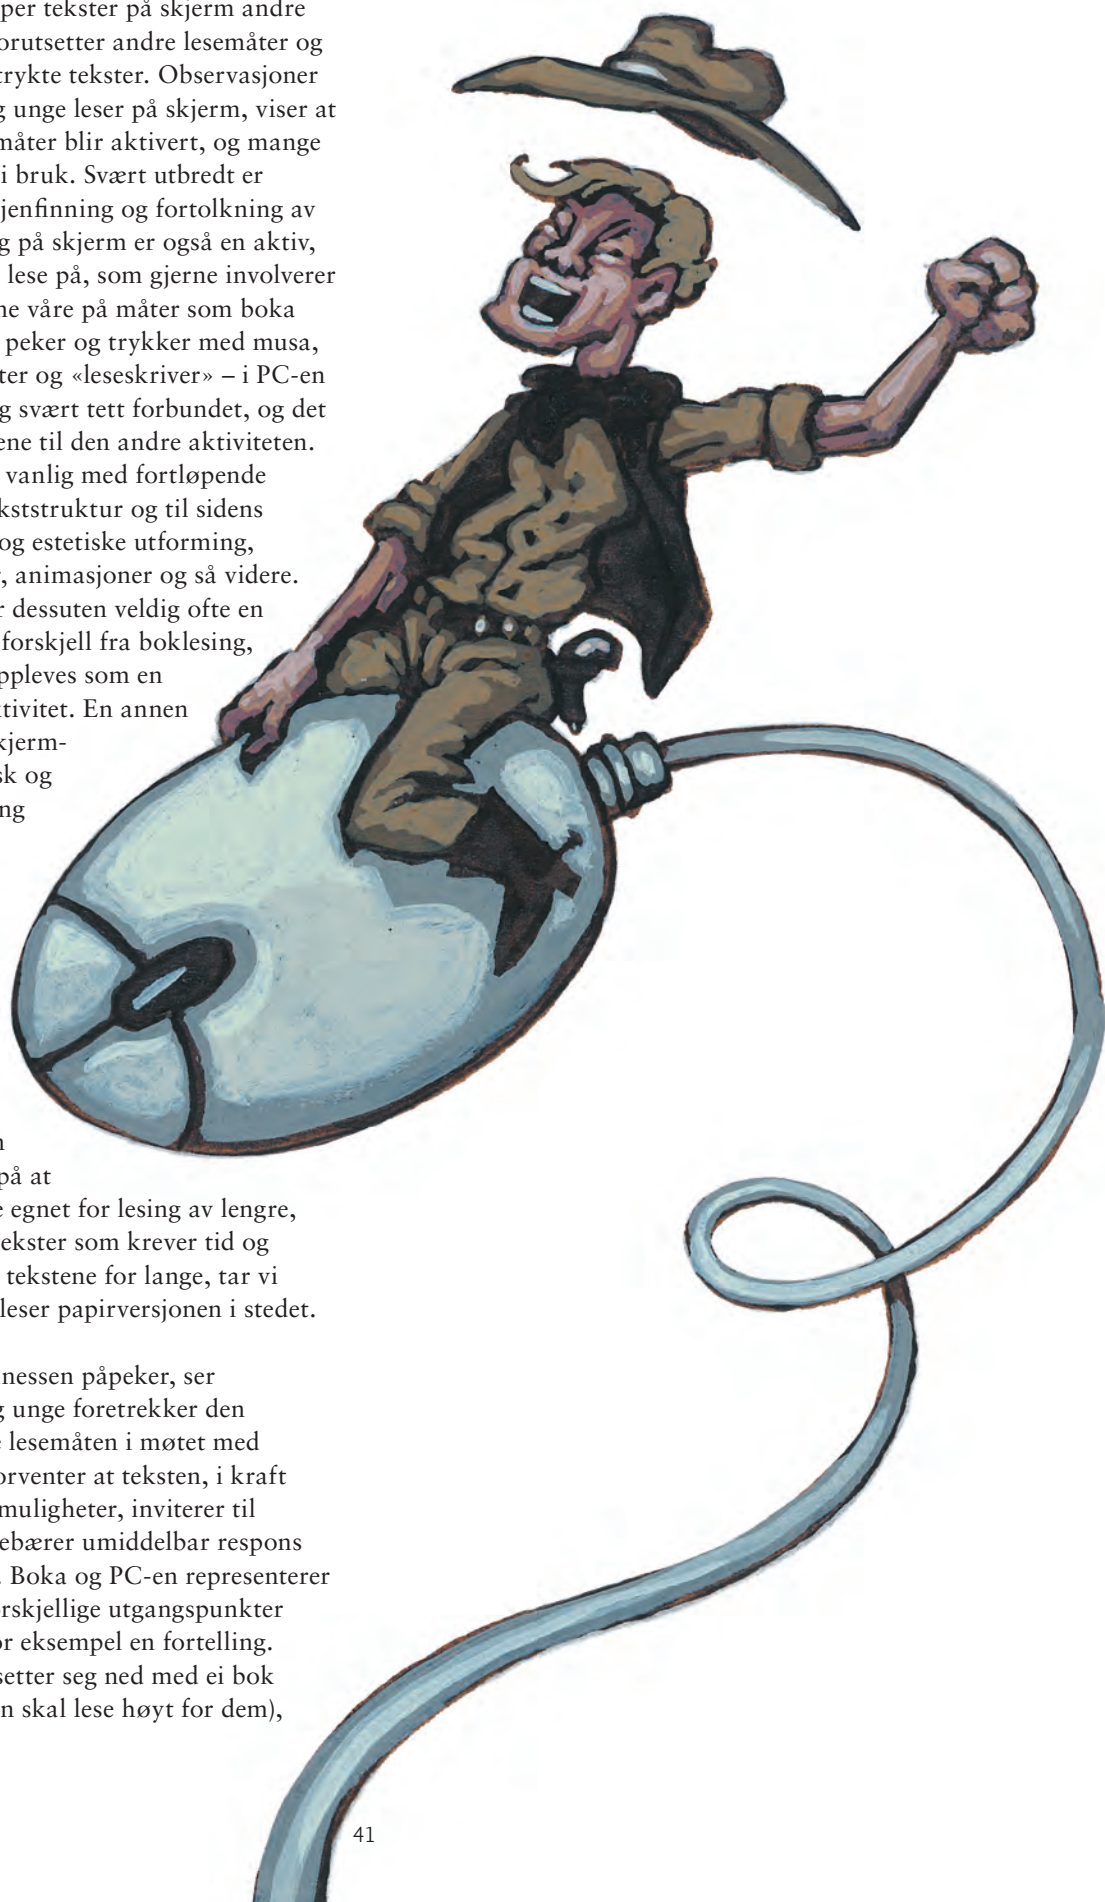 per tekster på skjerm andre
orutsetter andre lesemåter og
trykte tekster. Observasjoner
g unge leser på skjerm, viser at
måter blir aktivert, og mange
i bruk. Svært utbredt er
jenfinning og fortolkning av
g på skjerm er også en aktiv,
lese på, som gjerne involverer
ne våre på måter som boka
peker og trykker med musa,
ter og «leseskriver» – i PC-en
g svært tett forbundet, og det
ene til den andre aktiviteten.
vanlig med fortløpende
kststruktur og til sidens
og estetiske utforming,
, animasjoner og så videre.
r dessuten veldig ofte en
forskjell fra boklesing,
ppleves som en
ktivitet. En annen
kjerm-
sk og
ng
n
på at
e egnet for lesing av lengre,
tekster som krever tid og
tekstene for lange, tar vi
leser papirversjonen i stedet.
nessen påpeker, ser
g unge foretrekker den
e lesemåten i møtet med
orventer at teksten, i kraft
muligheter, inviterer til
ebærer umiddelbar respons
. Boka og PC-en representerer
rskjellige utgangspunkter
or eksempel en fortelling.
setter seg ned med ei bok
n skal lese høyt for dem),
41